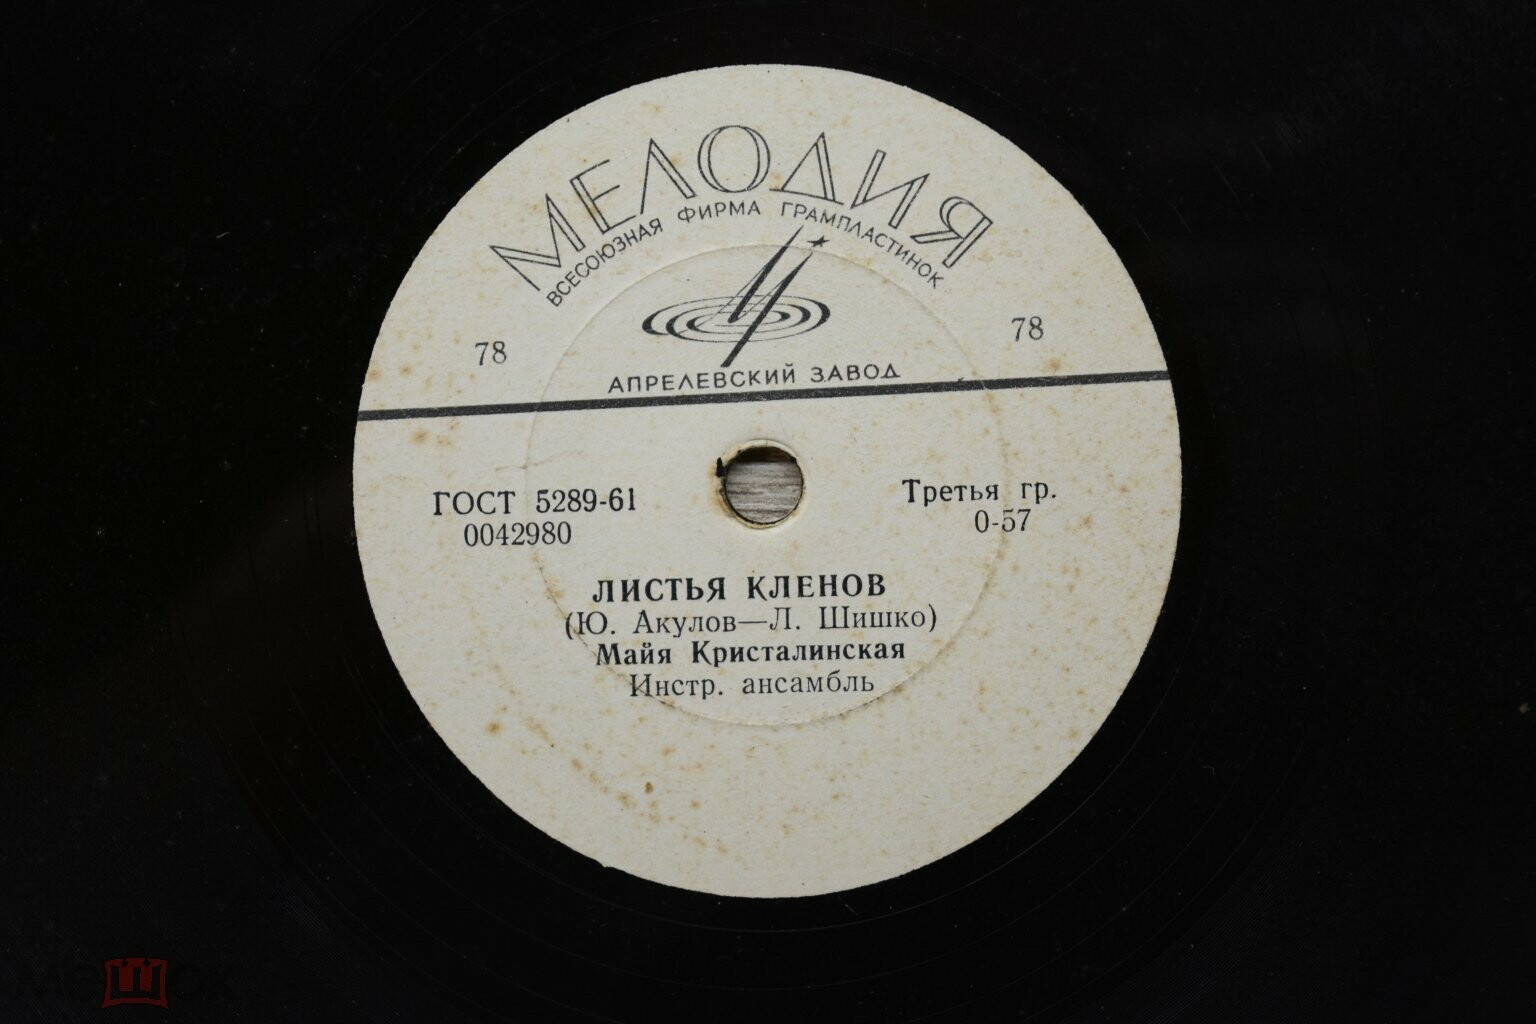 МЕЛОДИЯ
ВСЕСОЮЗНАЯ ФИРМА ГРАМПЛАСТИНОК
78
78
АПРЕЛЕВСКИЙ ЗАВОД
ГОСТ 5289-61
0042980
Третья гр.
0-57
ЛИСТЬЯ КЛЕНОВ
(Ю. Акулов—Л. Шишко)
Майя Кристалинская
Инстр. ансамбль
мешок